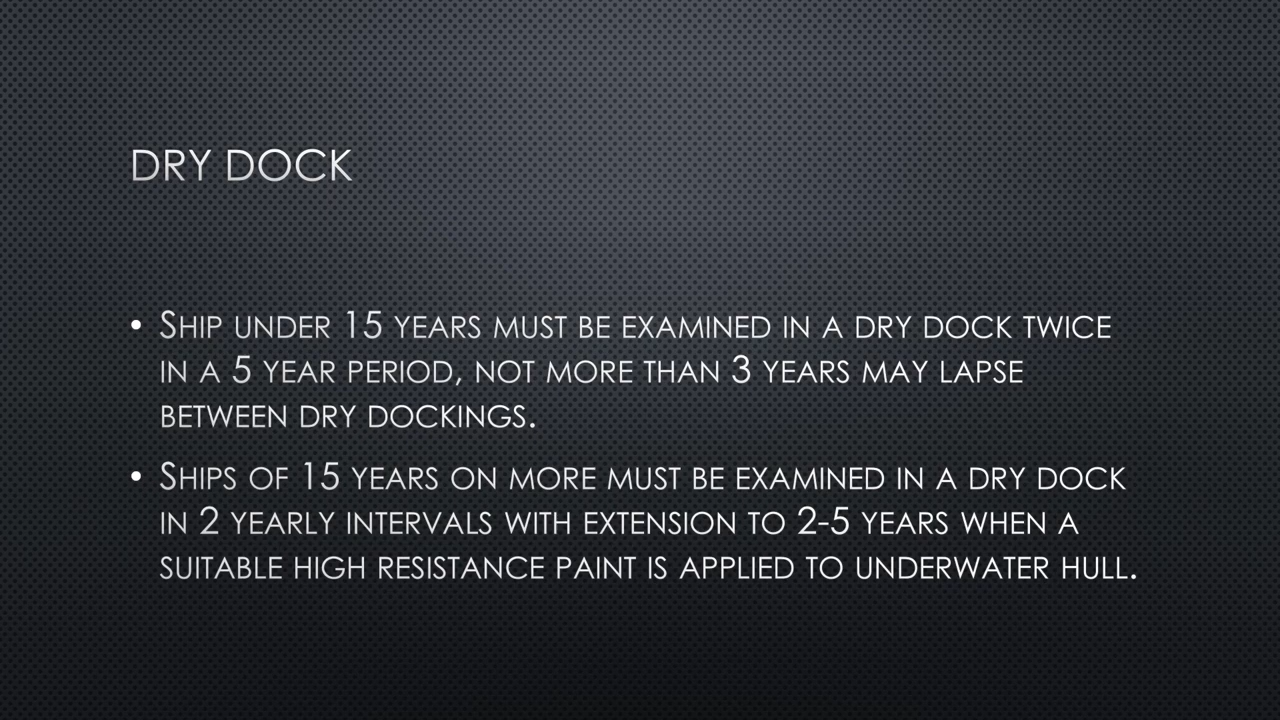 DRY DOCK
• SHIP UNDER 15 YEARS MUST BE EXAMINED IN A DRY DOCK TWICE
IN A 5 YEAR PERIOD, NOT MORE THAN 3 YEARS MAY LAPSE
BETWEEN DRY DOCKINGS.
• SHIPS OF 15 YEARS ON MORE MUST BE EXAMINED IN A DRY DOCK
IN 2 YEARLY INTERVALS WITH EXTENSION TO 2-5 YEARS WHEN A
SUITABLE HIGH RESISTANCE PAINT IS APPLIED TO UNDERWATER HULL.